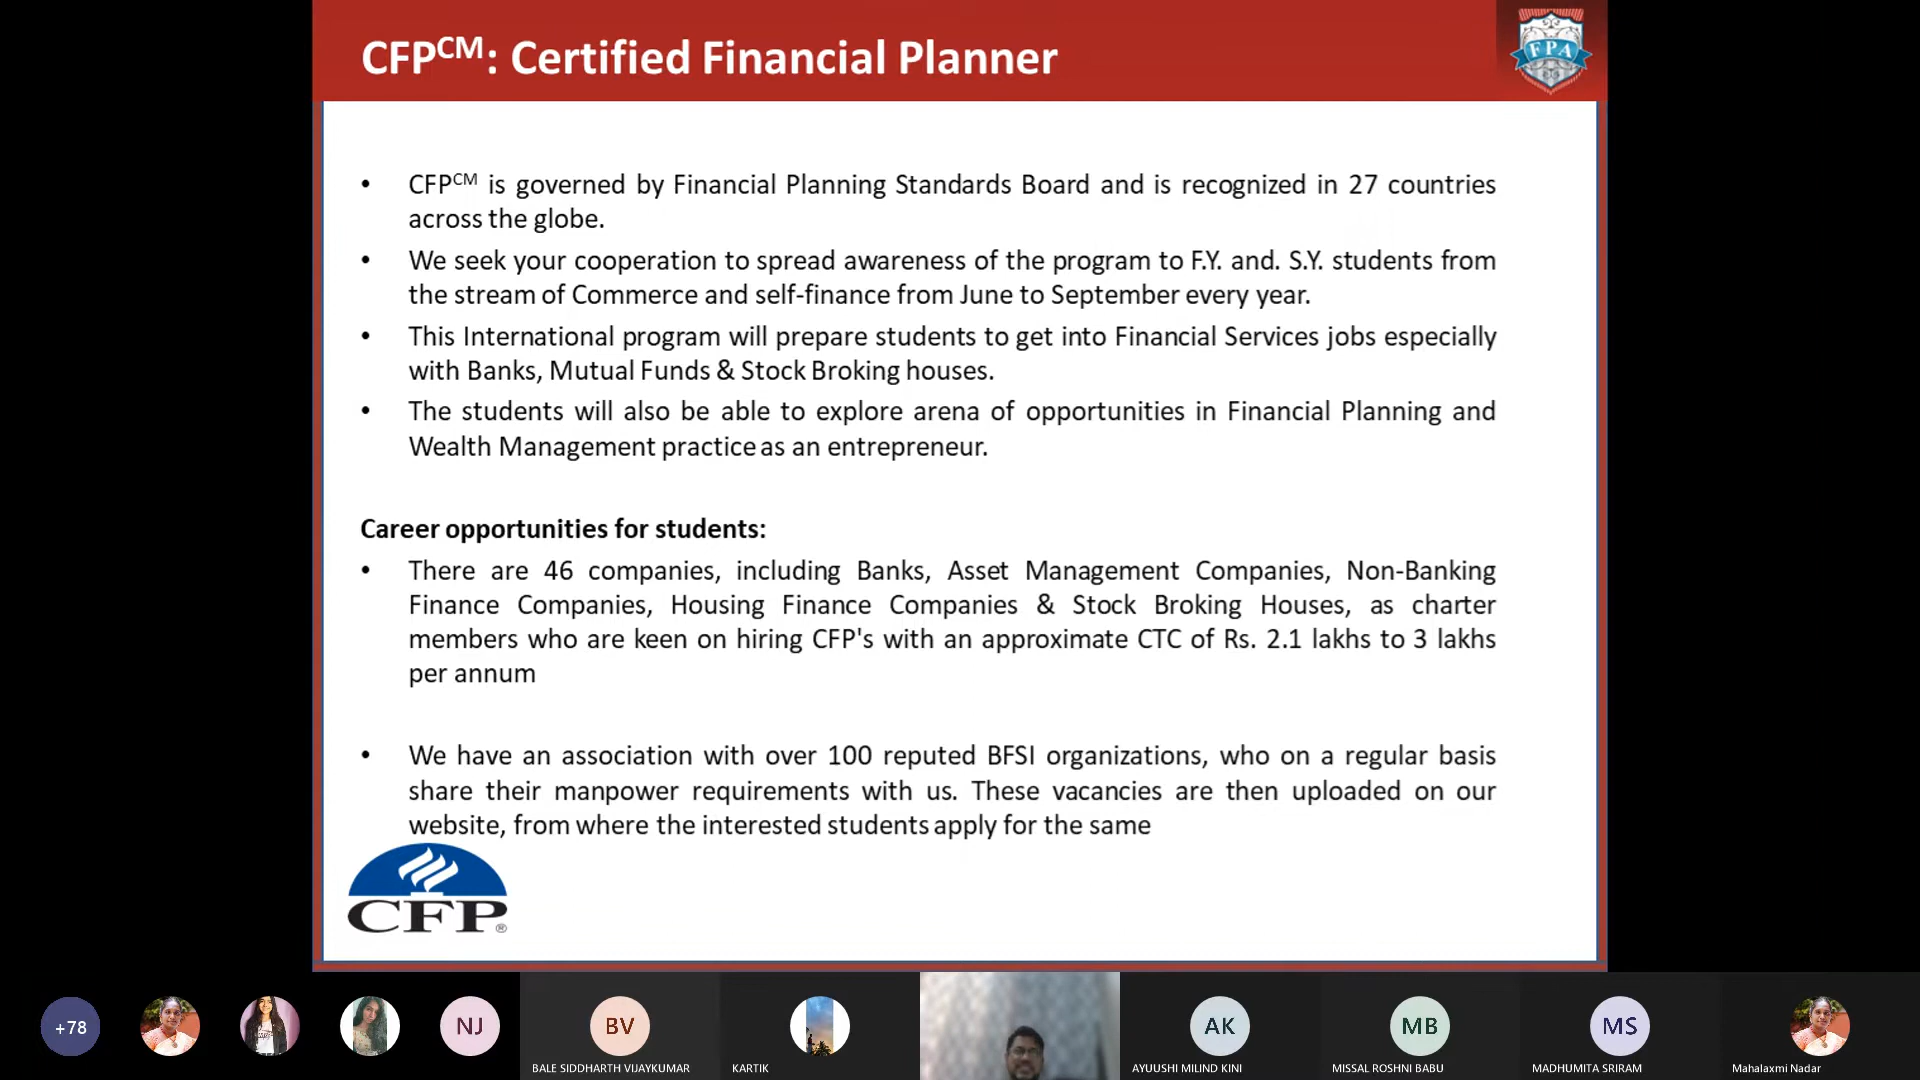 CFPCM: Certified Financial Planner
FPA
• CFPCM is governed by Financial Planning Standards Board and is recognized in 27 countries
across the globe.
• We seek your cooperation to spread awareness of the program to F.Y. and. S.Y. students from
the stream of Commerce and self-finance from June to September every year.
• This International program will prepare students to get into Financial Services jobs especially
with Banks, Mutual Funds & Stock Broking houses.
• The students will also be able to explore arena of opportunities in Financial Planning and
Wealth Management practice as an entrepreneur.
Career opportunities for students:
• There are 46 companies, including Banks, Asset Management Companies, Non-Banking
Finance Companies, Housing Finance Companies & Stock Broking Houses, as charter
members who are keen on hiring CFP's with an approximate CTC of Rs. 2.1 lakhs to 3 lakhs
per annum
• We have an association with over 100 reputed BFSI organizations, who on a regular basis
share their manpower requirements with us. These vacancies are then uploaded on our
website, from where the interested students apply for the same
CFP®
+78
NJ
BV
AK
MB
MS
BALE SIDDHARTH VIJAYKUMAR
KARTIK
AYUUSHI MILIND KINI
MISSAL ROSHNI BABU
MADHUMITA SRIRAM
Mahalaxmi Nadar